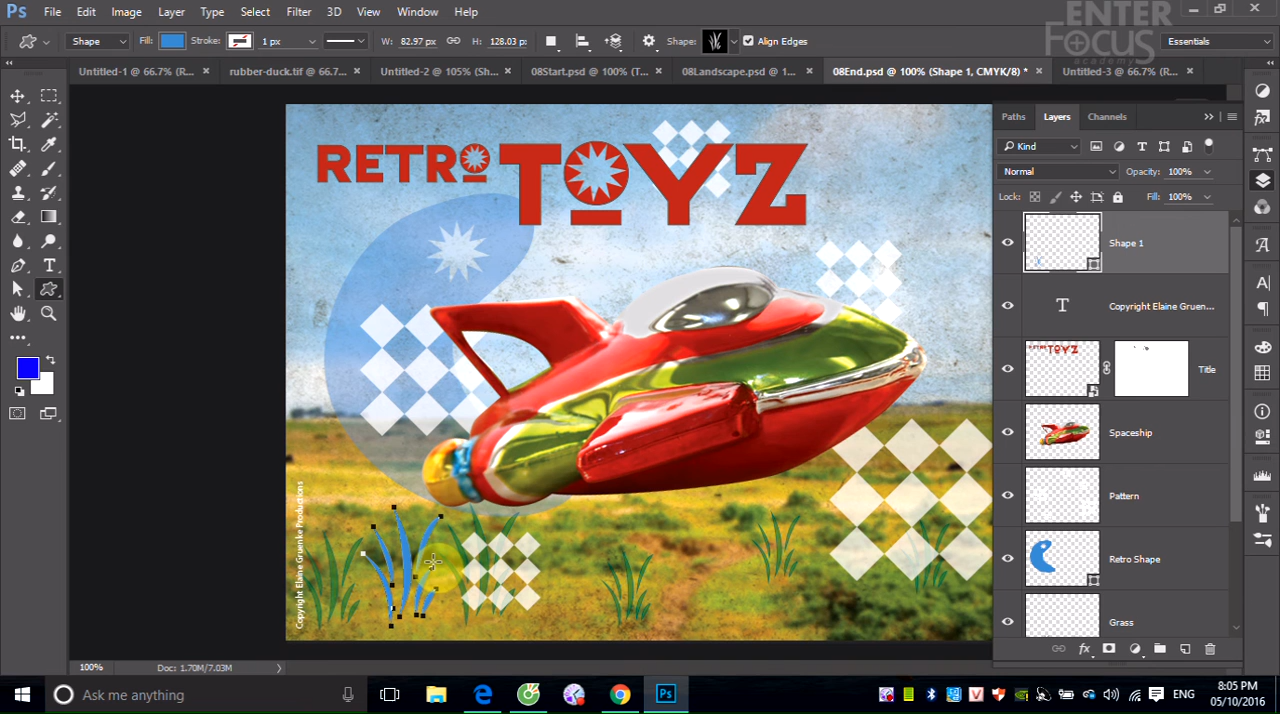 Ps File Edit Image Layer Type Select Filter 3D View Window Help
ENTER
FOCUS
academy
Shape Fill: Stroke: 1 px W: 82.97 px H: 128.03 p: Shape: Align Edges Essentials
Untitled-1 @ 66.7% (R... × rubber-duck.tif @ 66.7%... × Untitled-2 @ 105% (Sh... × 08Start.psd @ 100% (T... × 08Landscape.psd @ 1... × 08End.psd @ 100% (Shape 1, CMYK/8) * × Untitled-3 @ 66.7% (R... ×
Paths Layers Channels
Kind
Normal Opacity: 100%
Lock: Fill: 100%
RETRO TOYZ
Shape 1
Copyright Elaine Gruen...
Title
Spaceship
Pattern
Retro Shape
Grass
Copyright Elaine Gruenke Productions
100% Doc: 1.70M/7.03M
Ask me anything
ENG
8:05 PM
05/10/2016